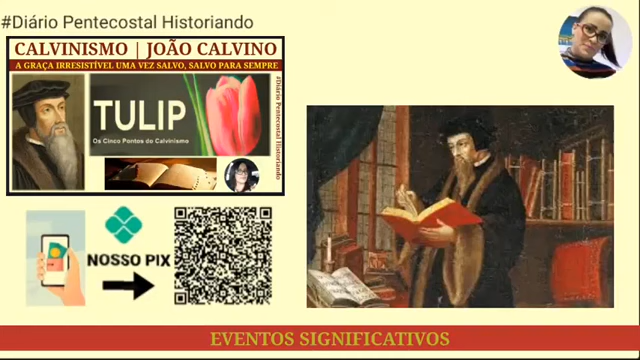 #Diário Pentecostal Historiando
CALVINISMO | JOÃO CALVINO
A GRAÇA IRRESISTÍVEL UMA VEZ SALVO, SALVO PARA SEMPRE
TULIP
Os Cinco Pontos do Calvinismo
#Diário Pentecostal Historiando
NOSSO PIX
EVENTOS SIGNIFICATIVOS